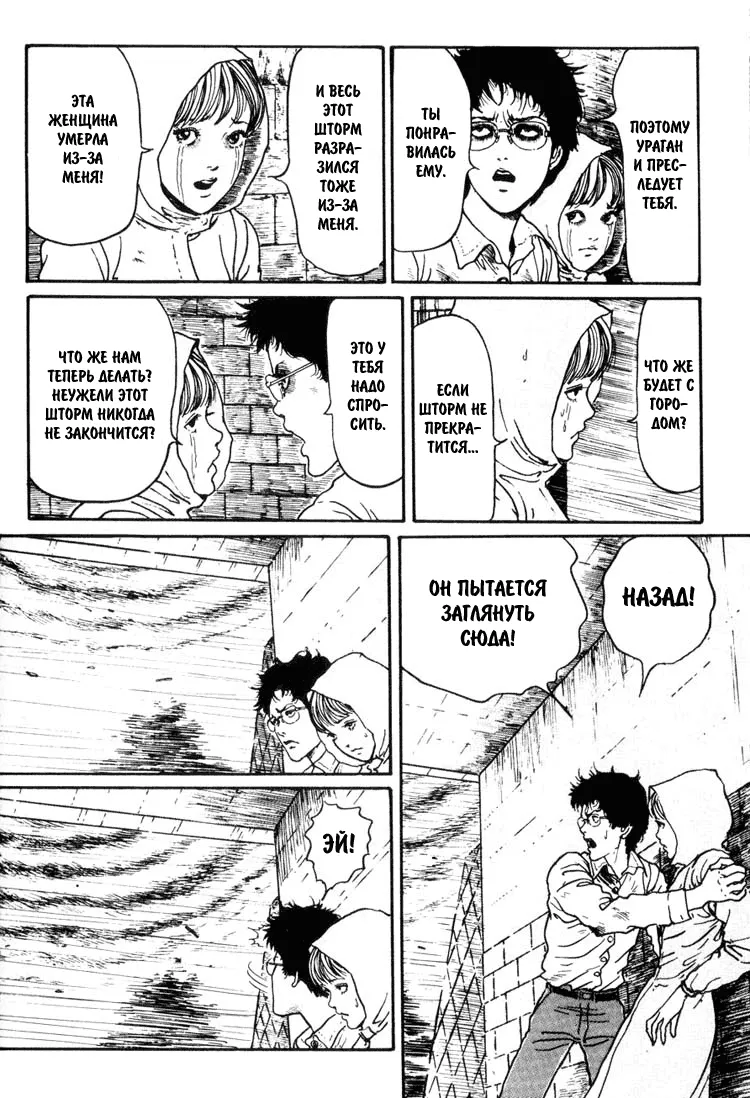 ЭТА
ЖЕНЩИНА
УМЕРЛА
ИЗ-ЗА
МЕНЯ!
И ВЕСЬ
ЭТОТ
ШТОРМ
РАЗРА-
ЗИЛСЯ
ТОЖЕ
ИЗ-ЗА
МЕНЯ.
ТЫ
ПОНРА-
ВИЛАСЬ
ЕМУ.
ПОЭТОМУ
УРАГАН
И ПРЕС-
ЛЕДУЕТ
ТЕБЯ.
ЧТО ЖЕ НАМ
ТЕПЕРЬ ДЕЛАТЬ?
НЕУЖЕЛИ ЭТОТ
ШТОРМ НИКОГДА
НЕ ЗАКОНЧИТСЯ?
ЭТО У
ТЕБЯ
НАДО
СПРО-
СИТЬ.
ЕСЛИ
ШТОРМ НЕ
ПРЕКРА-
ТИТСЯ...
ЧТО ЖЕ
БУДЕТ С
ГОРО-
ДОМ?
ЭЙ!
ОН ПЫТАЕТСЯ
ЗАГЛЯНУТЬ
СЮДА!
НАЗАД!